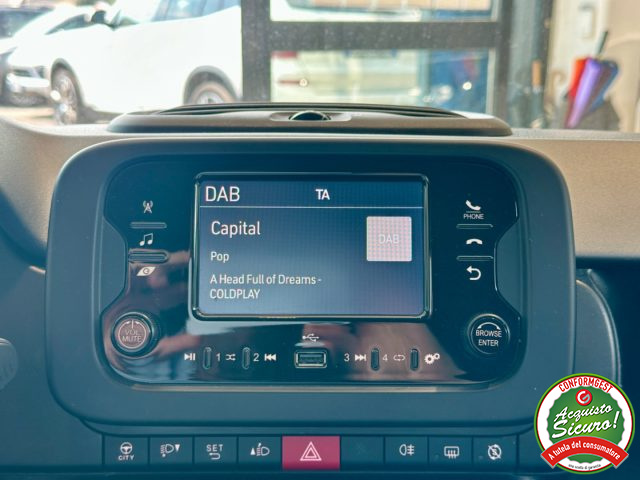 DAB TA
Capital
DAB
Pop
A Head Full of Dreams -
COLDPLAY
PHONE
VOL
MUTE
BROWSE
ENTER
1 2 3 4
CITY
SET
CONFORMGEST
Acquisto
Sicuro!
A tutela del consumatore